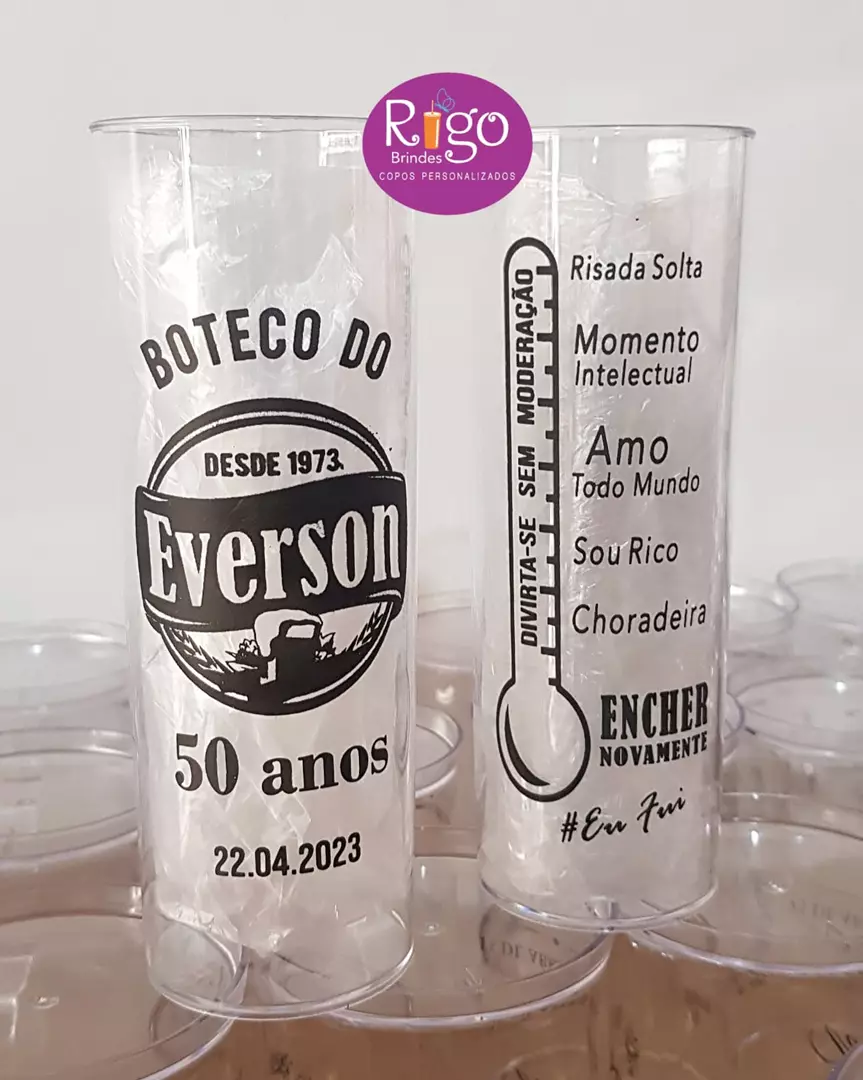 Rigo
Brindes
COPOS PERSONALIZADOS
BOTECO DO
DESDE 1973
Everson
50 anos
22.04.2023
DIVIRTA-SE SEM MODERAÇÃO
Risada Solta
Momento
Intelectual
Amo
Todo Mundo
Sou Rico
Choradeira
ENCHER
NOVAMENTE
#Eu Fui